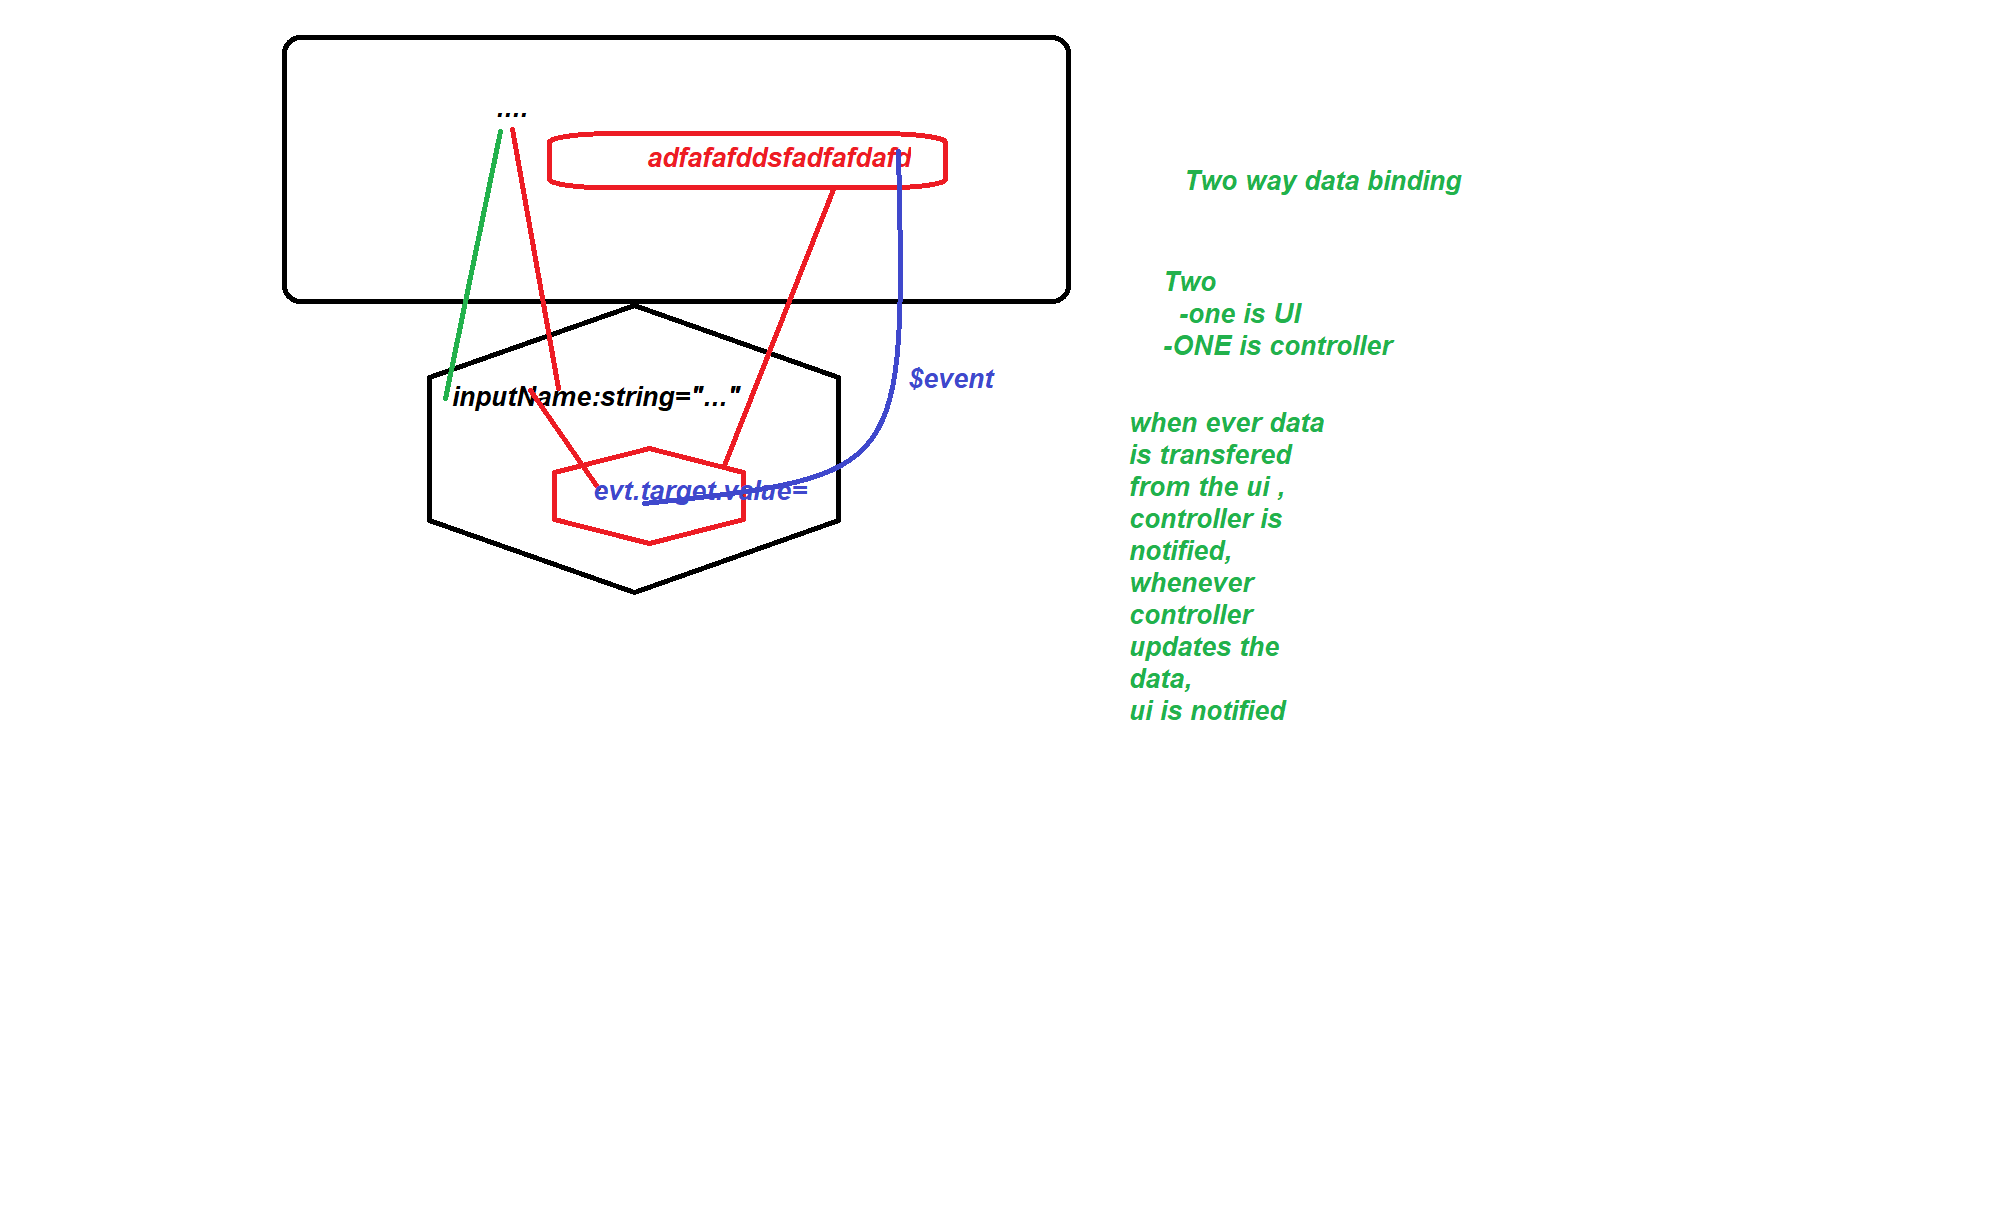 ....
adfafafddsfadfafdafd
inputName:string="..."
evt.target.value=
$event
Two way data binding
Two
-one is UI
-ONE is controller
when ever data
is transfered
from the ui ,
controller is
notified,
whenever
controller
updates the
data,
ui is notified